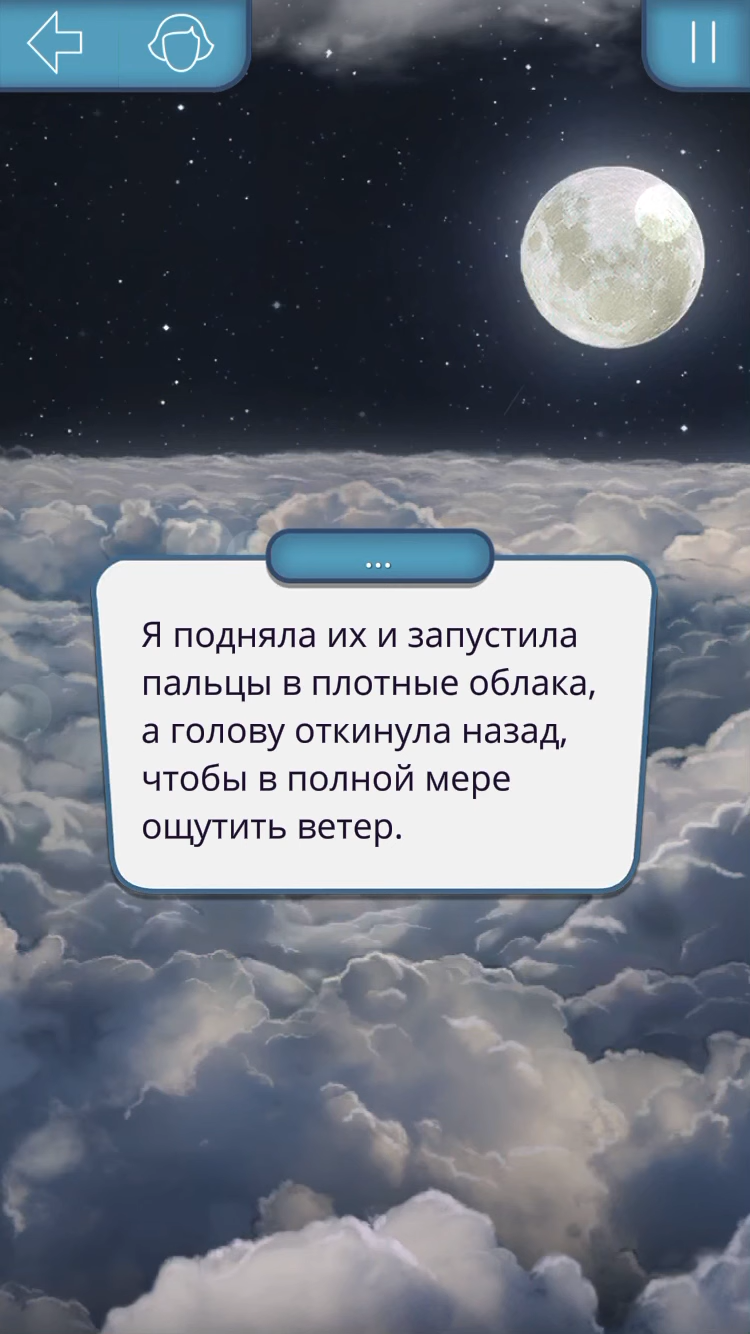 ...
Я подняла их и запустила
пальцы в плотные облака,
а голову откинула назад,
чтобы в полной мере
ощутить ветер.